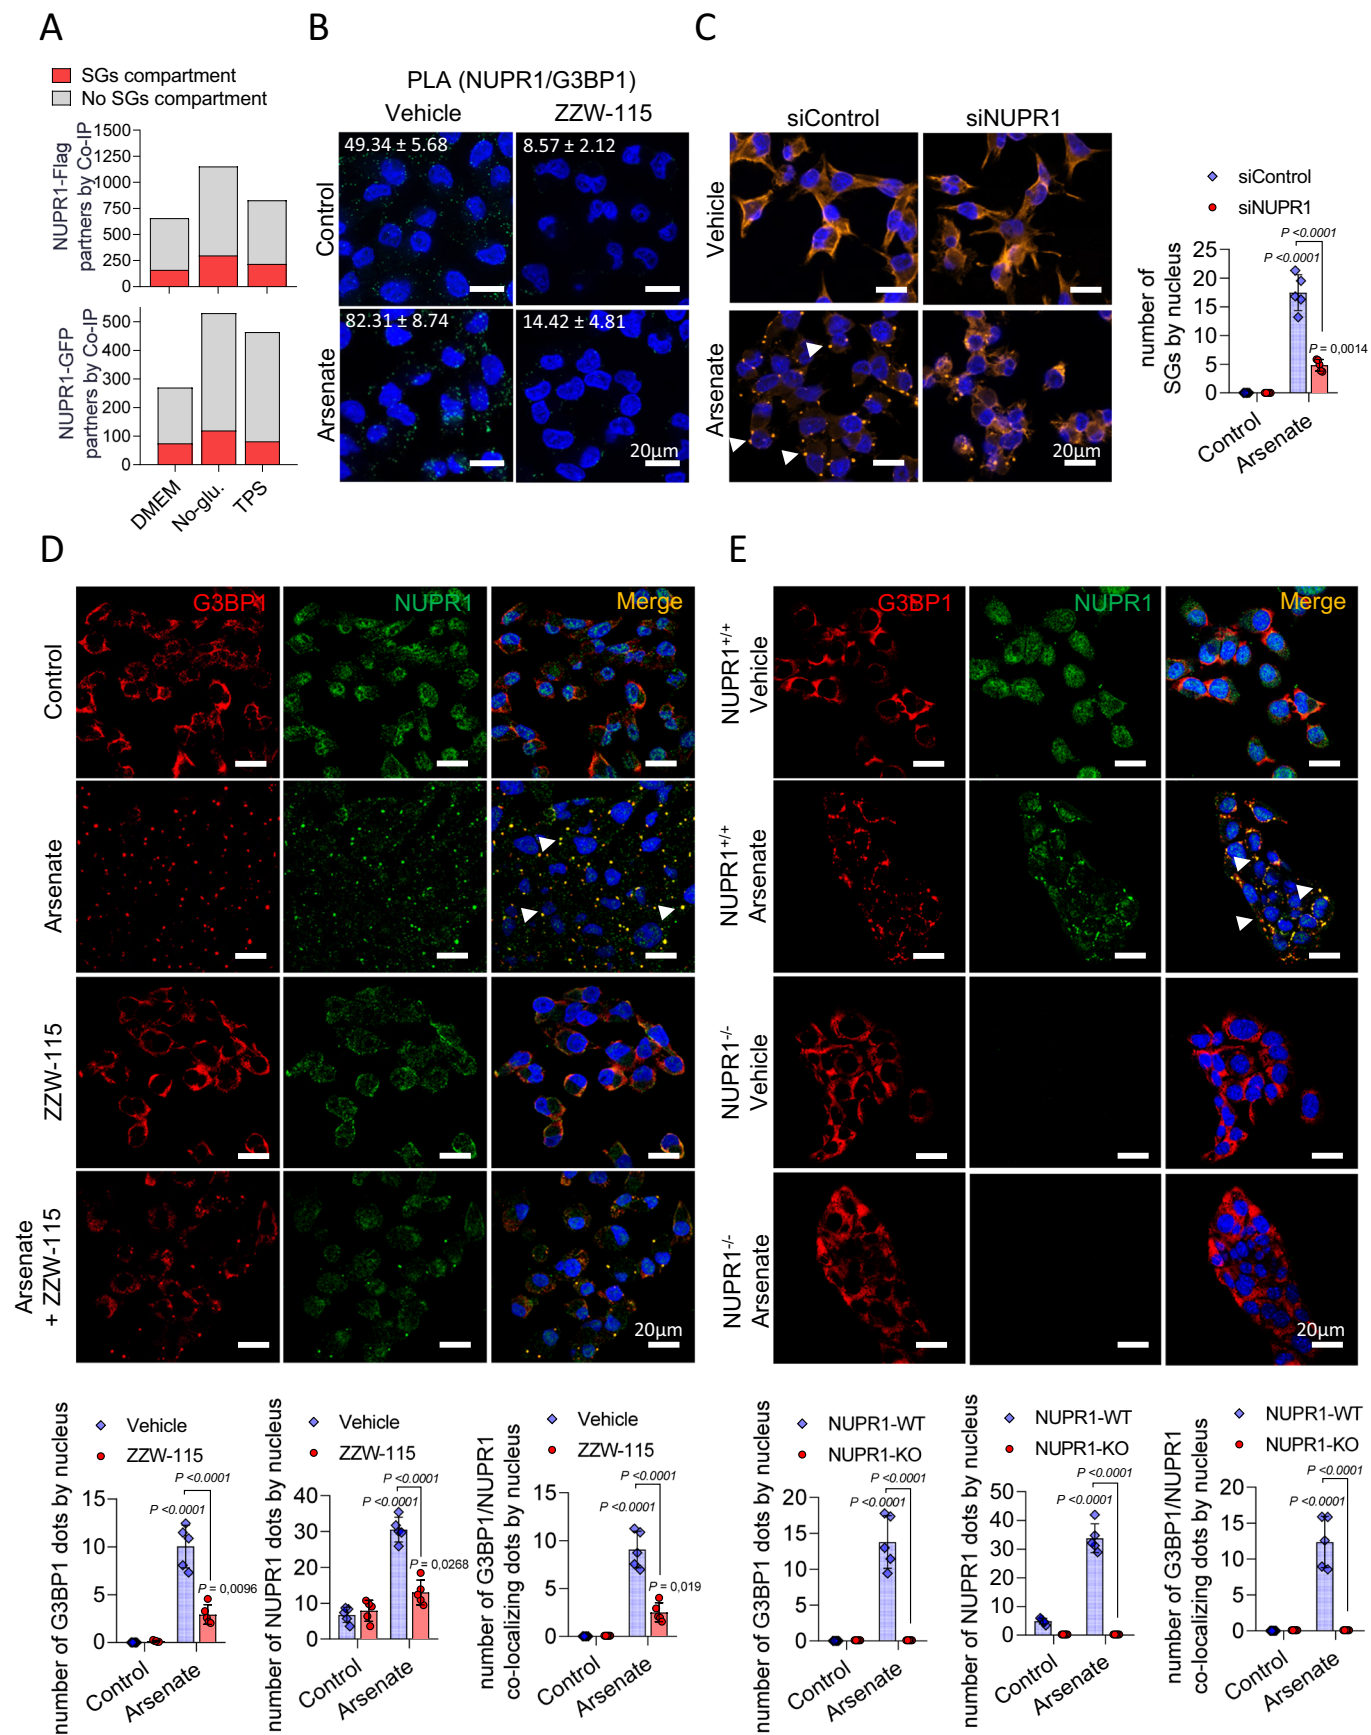 A
SGs compartment
No SGs compartment
NUPR1-Flag
partners by Co-IP
1500
1250
1000
750
500
250
0
NUPR1-GFP
partners by Co-IP
500
400
300
200
100
0
DMEM
No-glu.
TPS
B
PLA (NUPR1/G3BP1)
Vehicle
ZZW-115
Control
49.34 ± 5.68
8.57 ± 2.12
Arsenate
82.31 ± 8.74
14.42 ± 4.81
20µm
C
siControl
siNUPR1
Vehicle
Arsenate
20µm
siControl
siNUPR1
P <0.0001
P <0.0001
P = 0,0014
number of
SGs by nucleus
25
20
15
10
5
0
Control
Arsenate
D
G3BP1
NUPR1
Merge
Control
Arsenate
ZZW-115
Arsenate
+ ZZW-115
20µm
Vehicle
ZZW-115
P <0.0001
P <0.0001
P = 0,0096
number of G3BP1 dots by nucleus
15
10
5
0
Control
Arsenate
Vehicle
ZZW-115
P <0.0001
P <0.0001
P = 0,0268
number of NUPR1 dots by nucleus
40
30
20
10
0
Control
Arsenate
Vehicle
ZZW-115
P <0.0001
P <0.0001
P = 0,019
number of G3BP1/NUPR1
co-localizing dots by nucleus
15
10
5
0
Control
Arsenate
E
G3BP1
NUPR1
Merge
NUPR1+/+
Vehicle
NUPR1+/+
Arsenate
NUPR1-/-
Vehicle
NUPR1-/-
Arsenate
20µm
NUPR1-WT
NUPR1-KO
P <0.0001
P <0.0001
number of G3BP1 dots by nucleus
20
15
10
5
0
Control
Arsenate
NUPR1-WT
NUPR1-KO
P <0.0001
P <0.0001
number of NUPR1 dots by nucleus
50
40
30
20
10
0
Control
Arsenate
NUPR1-WT
NUPR1-KO
P <0.0001
P <0.0001
number of G3BP1/NUPR1
co-localizing dots by nucleus
20
15
10
5
0
Control
Arsenate